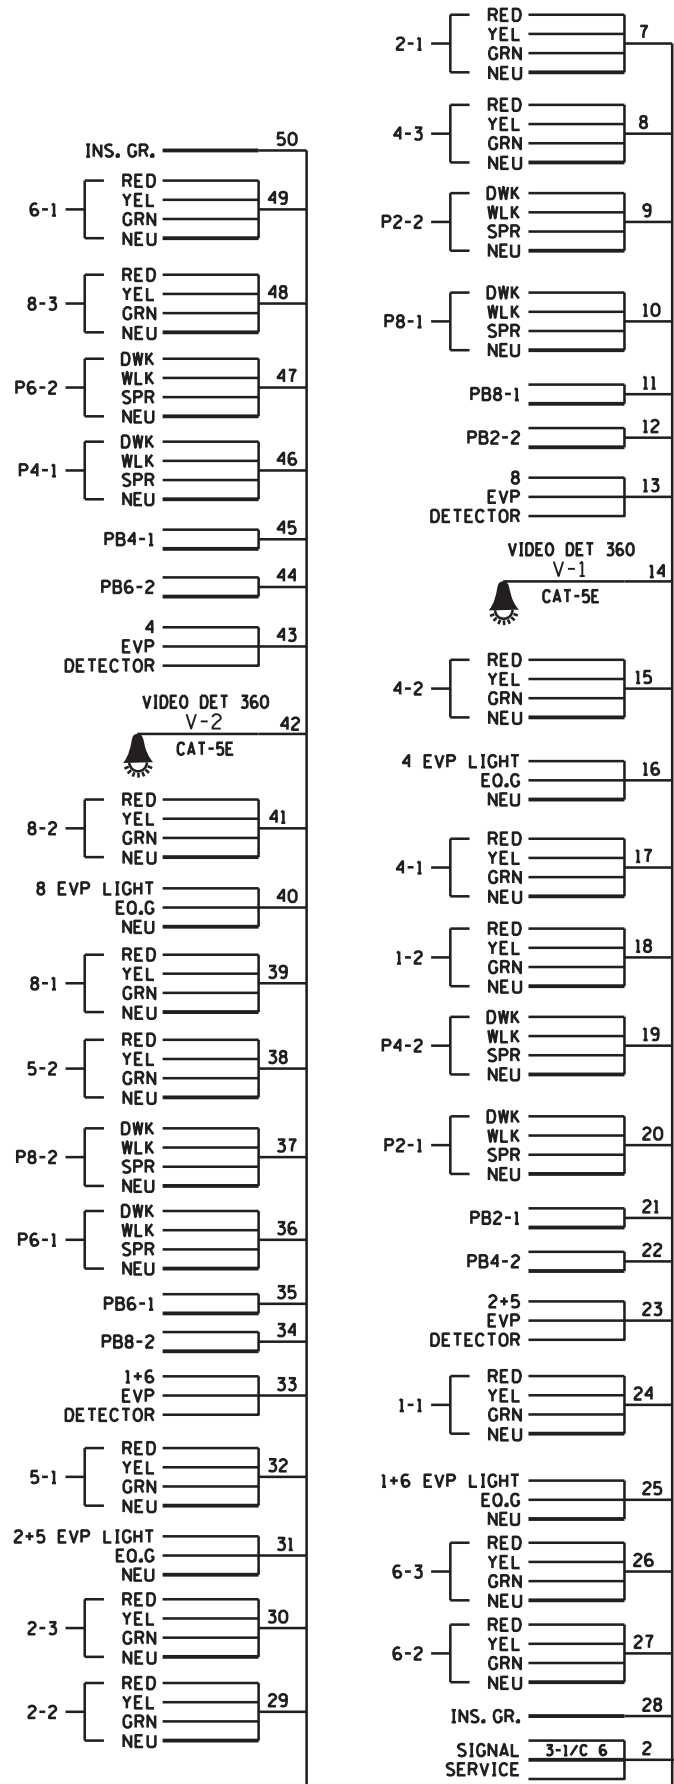 INS. GR. 50
RED
6-1 YEL 49
GRN
NEU
RED
8-3 YEL 48
GRN
NEU
DWK
P6-2 WLK 47
SPR
NEU
DWK
P4-1 WLK 46
SPR
NEU
PB4-1 45
PB6-2 44
4
EVP 43
DETECTOR
VIDEO DET 360
V-2 42
CAT-5E
RED
8-2 YEL 41
GRN
NEU
8 EVP LIGHT
EQ.G 40
NEU
RED
8-1 YEL 39
GRN
NEU
RED
5-2 YEL 38
GRN
NEU
DWK
P8-2 WLK 37
SPR
NEU
DWK
P6-1 WLK 36
SPR
NEU
PB6-1 35
PB8-2 34
1+6
EVP 33
DETECTOR
RED
5-1 YEL 32
GRN
NEU
2+5 EVP LIGHT
EQ.G 31
NEU
RED
2-3 YEL 30
GRN
NEU
RED
2-2 YEL 29
GRN
NEU
RED
2-1 YEL 7
GRN
NEU
RED
4-3 YEL 8
GRN
NEU
DWK
P2-2 WLK 9
SPR
NEU
DWK
P8-1 WLK 10
SPR
NEU
PB8-1 11
PB2-2 12
8
EVP 13
DETECTOR
VIDEO DET 360
V-1 14
CAT-5E
RED
4-2 YEL 15
GRN
NEU
4 EVP LIGHT
EQ.G 16
NEU
RED
4-1 YEL 17
GRN
NEU
RED
1-2 YEL 18
GRN
NEU
DWK
P4-2 WLK 19
SPR
NEU
DWK
P2-1 WLK 20
SPR
NEU
PB2-1 21
PB4-2 22
2+5
EVP 23
DETECTOR
RED
1-1 YEL 24
GRN
NEU
1+6 EVP LIGHT
EQ.G 25
NEU
RED
6-3 YEL 26
GRN
NEU
RED
6-2 YEL 27
GRN
NEU
INS. GR. 28
SIGNAL 3-1/C 6 2
SERVICE